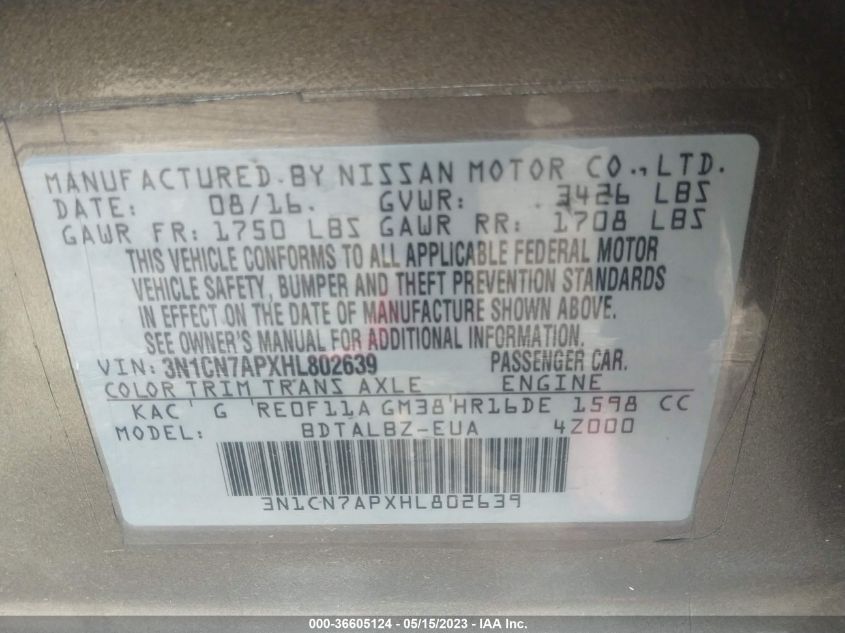 MANUFACTURED BY NISSAN MOTOR CO., LTD.
DATE: 08/16. GVWR: 3426 LBS
GAWR FR: 1750 LBS GAWR RR: 1708 LBS
THIS VEHICLE CONFORMS TO ALL APPLICABLE FEDERAL MOTOR
VEHICLE SAFETY, BUMPER AND THEFT PREVENTION STANDARDS
IN EFFECT ON THE DATE OF MANUFACTURE SHOWN ABOVE.
SEE OWNER'S MANUAL FOR ADDITIONAL INFORMATION.
VIN: 3N1CN7APXHL802639 PASSENGER CAR.
COLOR TRIM TRANS AXLE ENGINE
KAC G RE0F11A GM38 HR16DE 1598 CC
MODEL: BDTALBZ-EUA 4Z000
3N1CN7APXHL802639
000-36605124 - 05/15/2023 - IAA Inc.